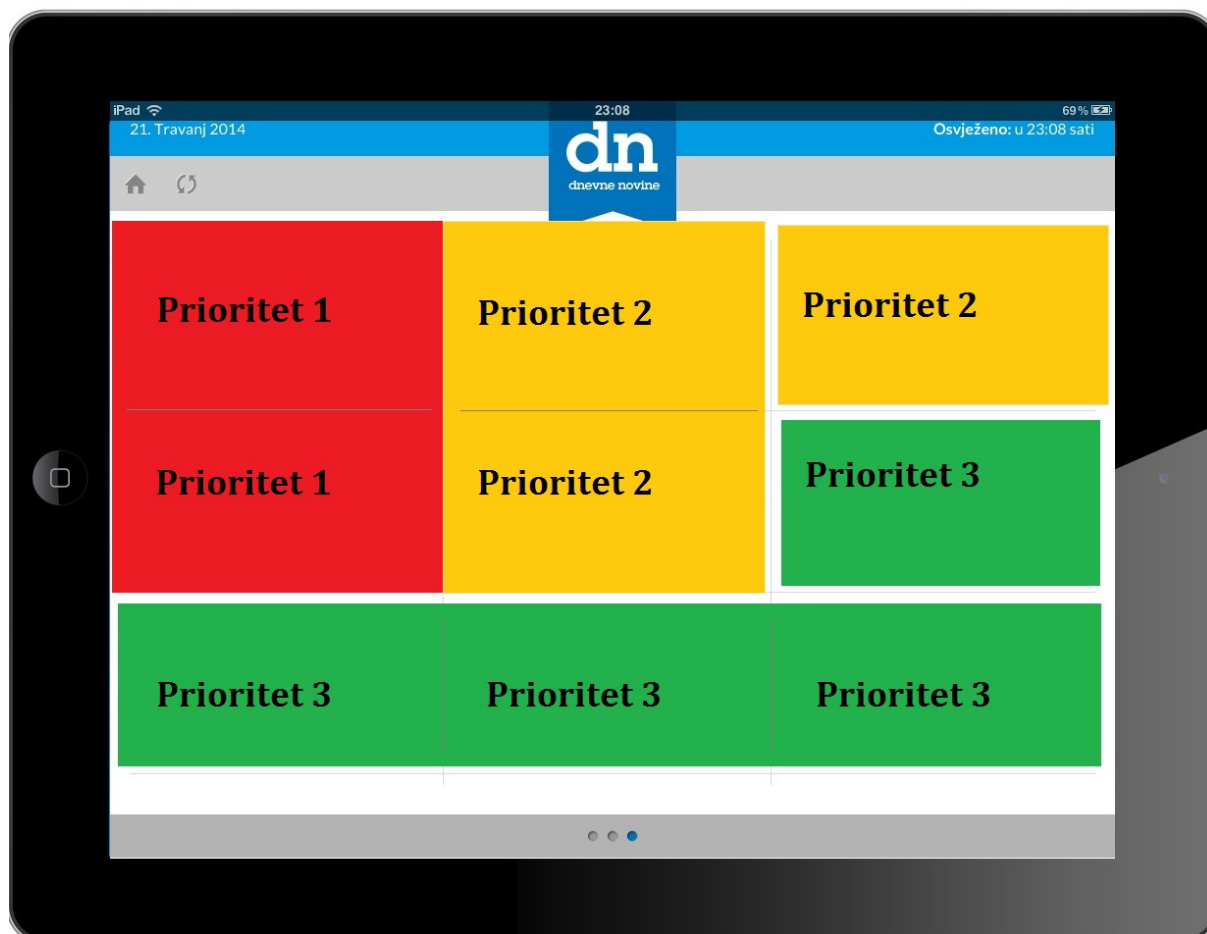 iPad 23:08 69 %
21. Travanj 2014 Osvježeno: u 23:08 sati
dn
dnevne novine
Prioritet 1 Prioritet 2 Prioritet 2
Prioritet 1 Prioritet 2 Prioritet 3
Prioritet 3 Prioritet 3 Prioritet 3